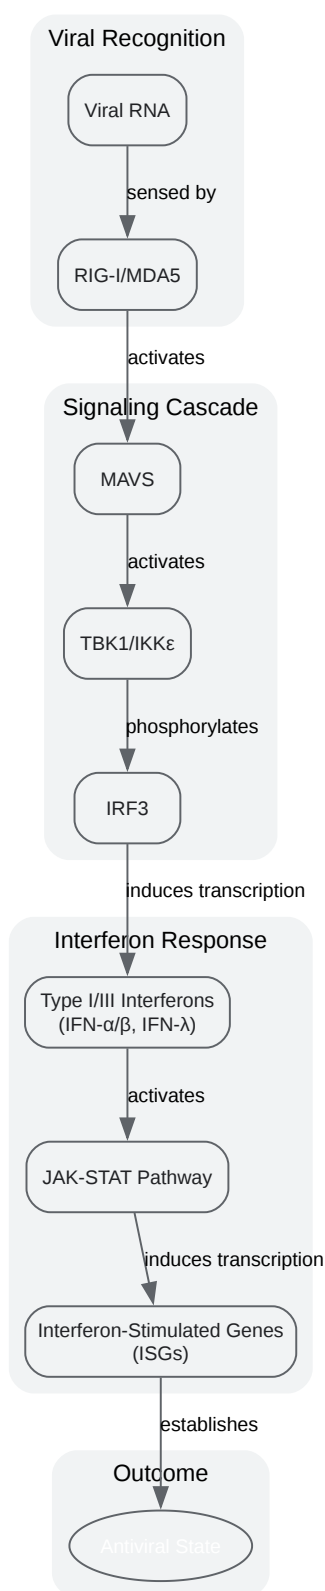 Viral Recognition
Viral RNA
sensed by
RIG-I/MDA5
activates
Signaling Cascade
MAVS
activates
TBK1/IKKε
phosphorylates
IRF3
induces transcription
Interferon Response
Type I/III Interferons
(IFN-α/β, IFN-λ)
activates
JAK-STAT Pathway
induces transcription
Interferon-Stimulated Genes
(ISGs)
establishes
Outcome
Antiviral State